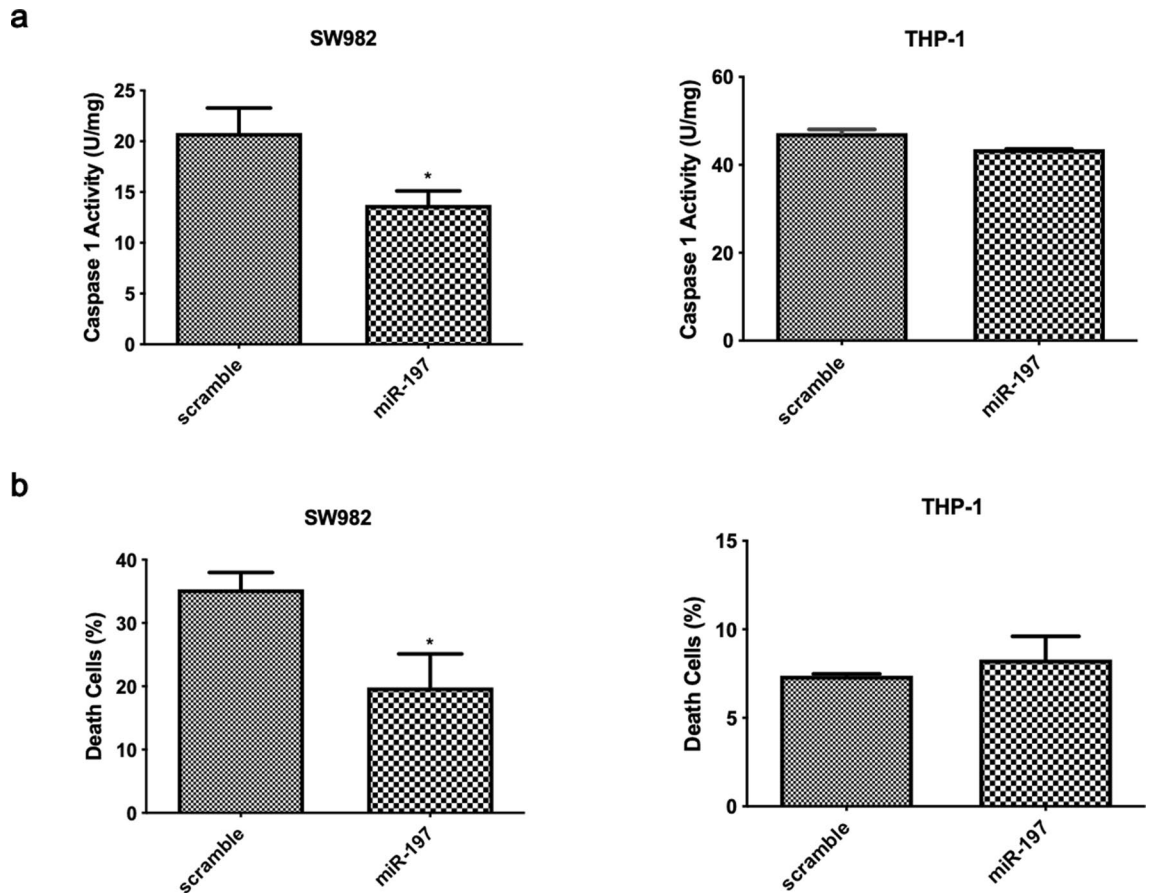 a
SW982
Caspase 1 Activity (U/mg)
25
20
15
10
5
0
*
scramble
miR-197
THP-1
Caspase 1 Activity (U/mg)
60
40
20
0
scramble
miR-197
b
SW982
Death Cells (%)
40
30
20
10
0
*
scramble
miR-197
THP-1
Death Cells (%)
15
10
5
0
scramble
miR-197